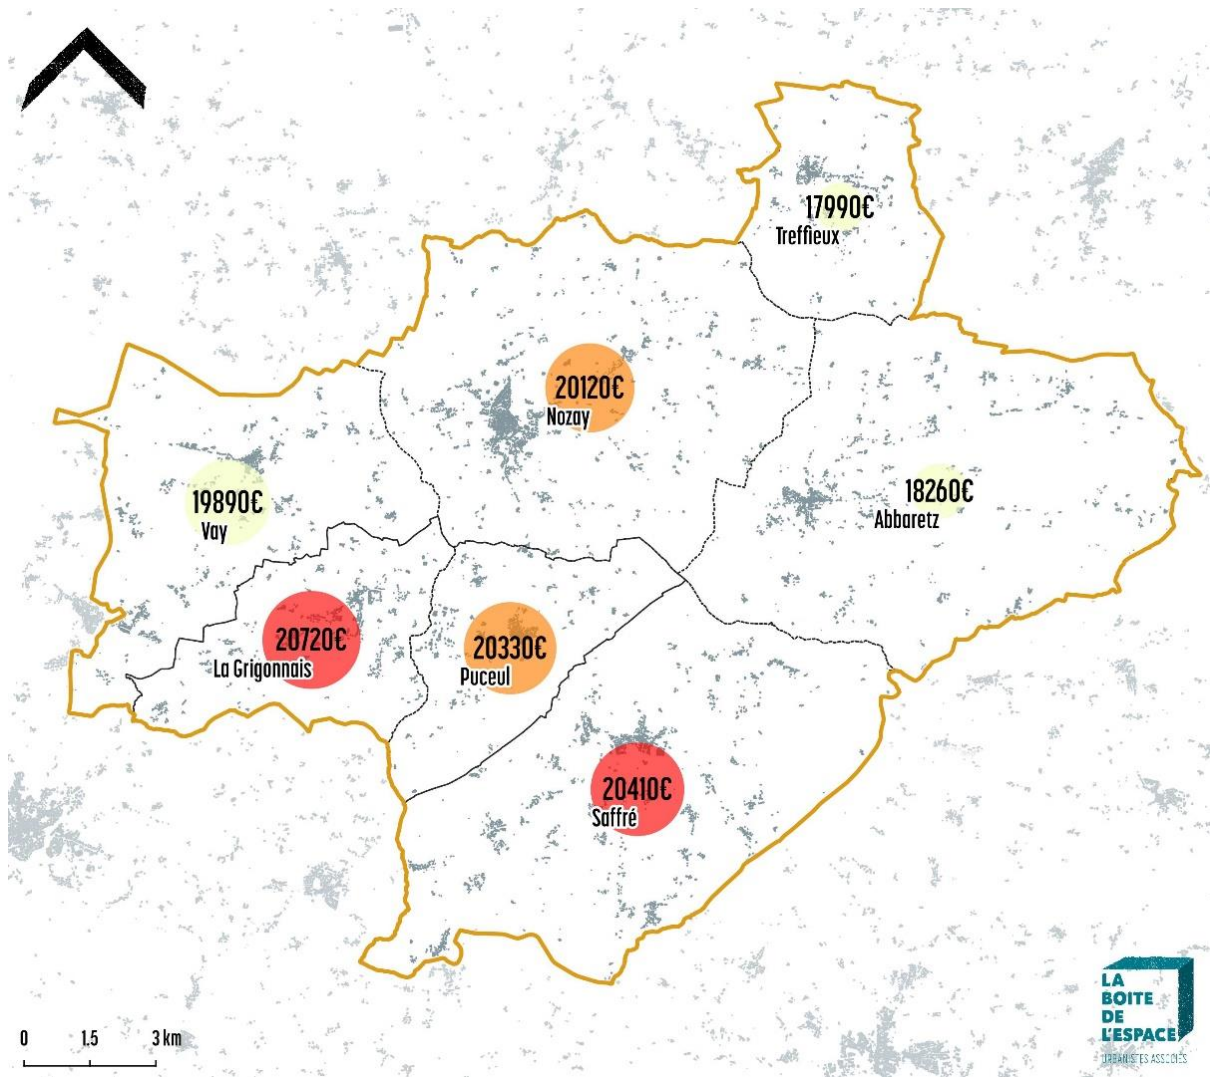 17990€
Treffieux
20120€
Nozay
18260€
Abbaretz
19890€
Vay
20720€
La Grigonnais
20330€
Puceul
20410€
Saffré
0 1.5 3 km
LA
BOITE
DE
L'ESPACE
URBANISTES ASSOCIÉS